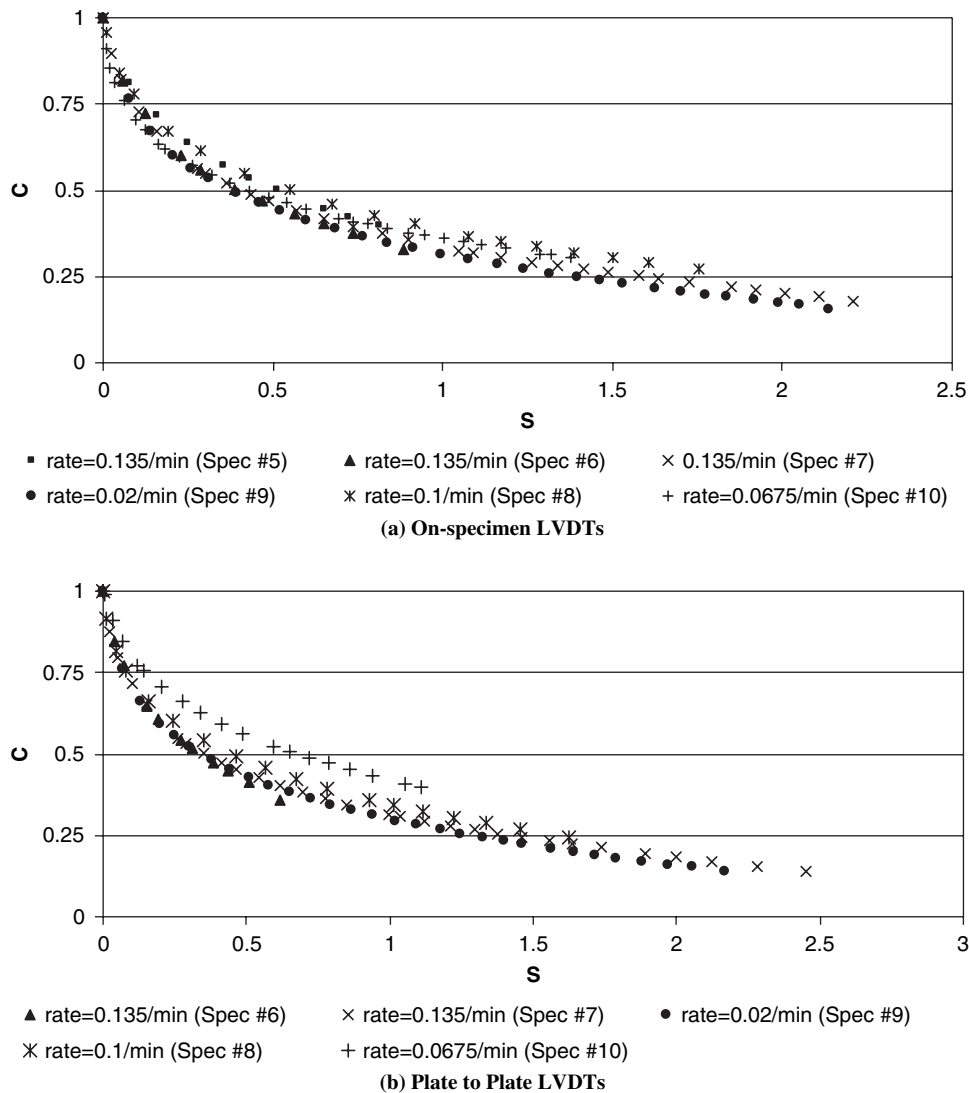 1
0.75
C
0.5
0.25
0
0 0.5 1 1.5 2 2.5
S
rate=0.135/min (Spec #5) rate=0.135/min (Spec #6) 0.135/min (Spec #7)
rate=0.02/min (Spec #9) rate=0.1/min (Spec #8) rate=0.0675/min (Spec #10)
(a) On-specimen LVDTs
1
0.75
C
0.5
0.25
0
0 0.5 1 1.5 2 2.5 3
S
rate=0.135/min (Spec #6) rate=0.135/min (Spec #7) rate=0.02/min (Spec #9)
rate=0.1/min (Spec #8) rate=0.0675/min (Spec #10)
(b) Plate to Plate LVDTs